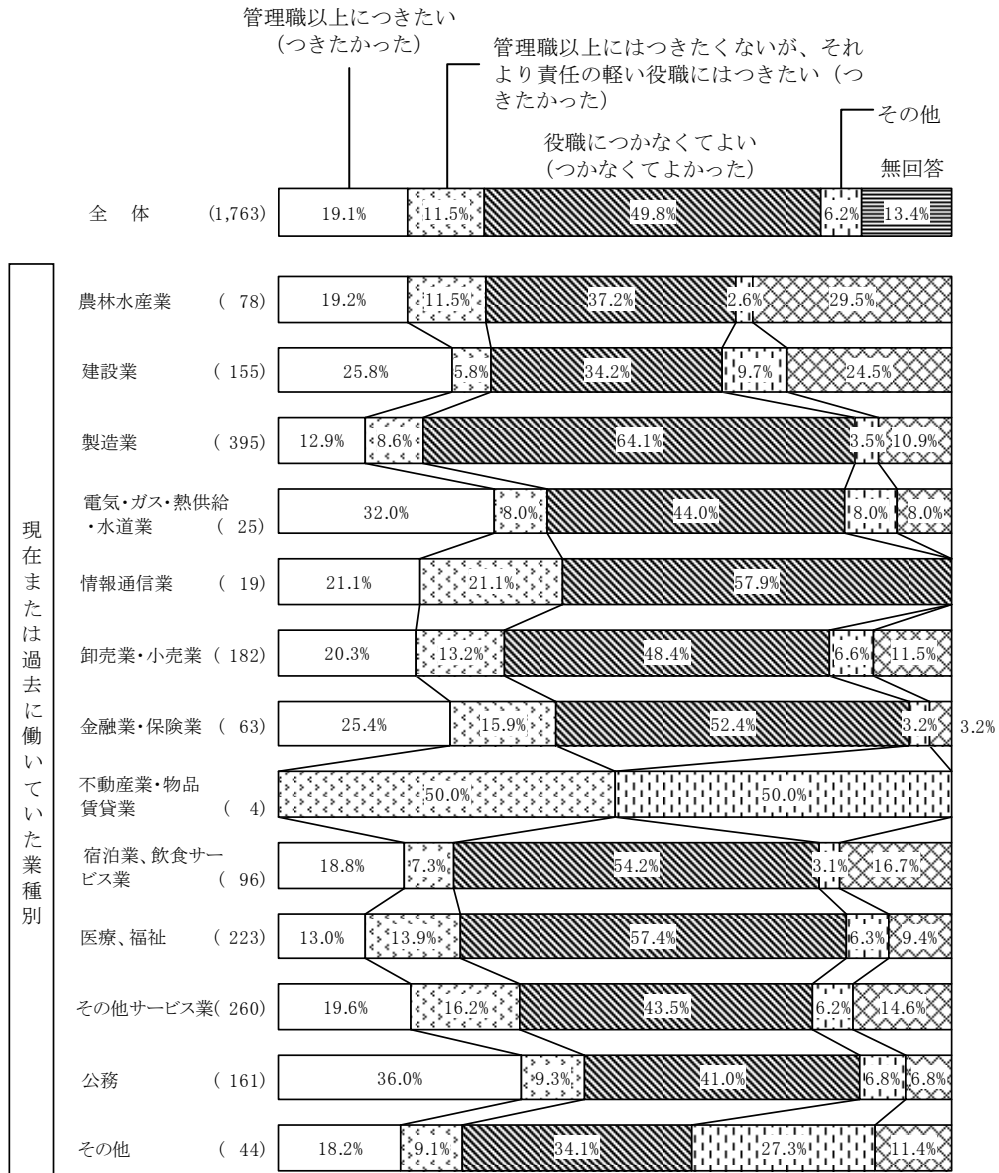 管理職以上につきたい
(つきたかった)
管理職以上にはつきたくないが、それ
より責任の軽い役職にはつきたい（つ
きたかった）
その他
役職につかなくてよい
(つかなくてよかった)
無回答
全　体 (1,763) 19.1% 11.5% 49.8% 6.2% 13.4%
現在または過去に働いていた業種別
農林水産業 ( 78) 19.2% 11.5% 37.2% 2.6% 29.5%
建設業 ( 155) 25.8% 5.8% 34.2% 9.7% 24.5%
製造業 ( 395) 12.9% 8.6% 64.1% 3.5% 10.9%
電気・ガス・熱供給
・水道業 ( 25) 32.0% 8.0% 44.0% 8.0% 8.0%
情報通信業 ( 19) 21.1% 21.1% 57.9%
卸売業・小売業 ( 182) 20.3% 13.2% 48.4% 6.6% 11.5%
金融業・保険業 ( 63) 25.4% 15.9% 52.4% 3.2% 3.2%
不動産業・物品
賃貸業 ( 4) 50.0% 50.0%
宿泊業、飲食サー
ビス業 ( 96) 18.8% 7.3% 54.2% 3.1% 16.7%
医療、福祉 ( 223) 13.0% 13.9% 57.4% 6.3% 9.4%
その他サービス業( 260) 19.6% 16.2% 43.5% 6.2% 14.6%
公務 ( 161) 36.0% 9.3% 41.0% 6.8% 6.8%
その他 ( 44) 18.2% 9.1% 34.1% 27.3% 11.4%